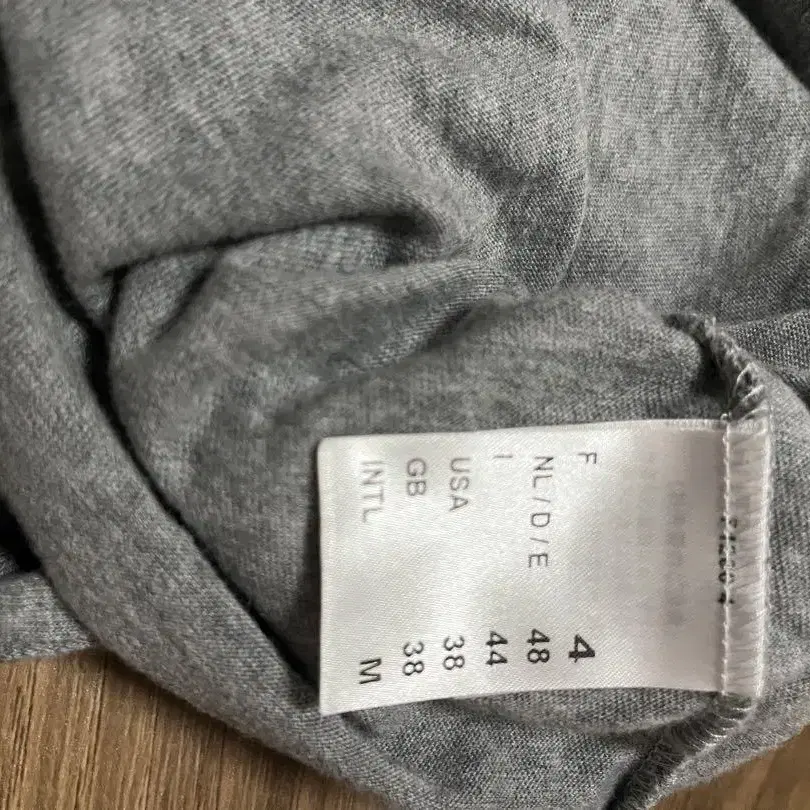 F 4
NL/D/E 48
I 44
USA 38
GB 38
INTL M